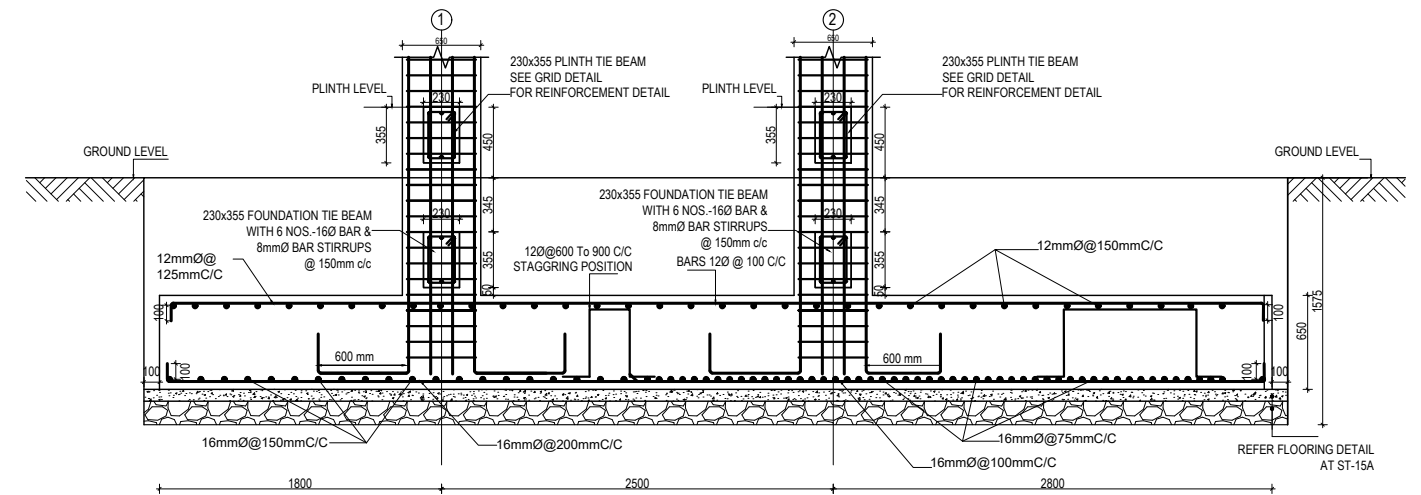 1
2
650
650
230x355 PLINTH TIE BEAM
SEE GRID DETAIL
FOR REINFORCEMENT DETAIL
230x355 PLINTH TIE BEAM
SEE GRID DETAIL
FOR REINFORCEMENT DETAIL
PLINTH LEVEL
PLINTH LEVEL
230
230
355
450
355
450
GROUND LEVEL
GROUND LEVEL
230x355 FOUNDATION TIE BEAM
WITH 6 NOS.-16Ø BAR &
8mmØ BAR STIRRUPS
@ 150mm c/c
230
345
355
50
230x355 FOUNDATION TIE BEAM
WITH 6 NOS.-16Ø BAR &
8mmØ BAR STIRRUPS
@ 150mm c/c
230
345
355
50
12mmØ@
125mmC/C
12Ø@600 To 900 C/C
STAGGRING POSITION
BARS 12Ø @ 100 C/C
12mmØ@150mmC/C
100
100
650
1575
600 mm
600 mm
100
100
100
100
16mmØ@150mmC/C
16mmØ@200mmC/C
16mmØ@75mmC/C
16mmØ@100mmC/C
REFER FLOORING DETAIL
AT ST-15A
1800
2500
2800